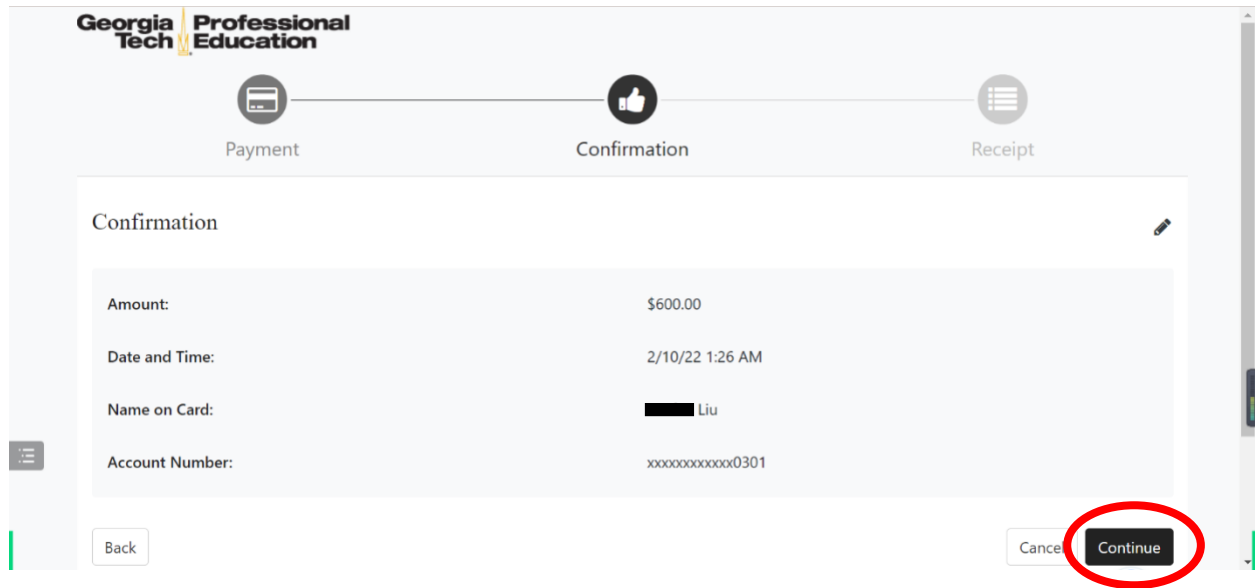 Georgia Professional
Tech Education
Payment Confirmation Receipt
Confirmation
Amount: $600.00
Date and Time: 2/10/22 1:26 AM
Name on Card: Liu
Account Number: xxxxxxxxxxxx0301
Back Cancel Continue